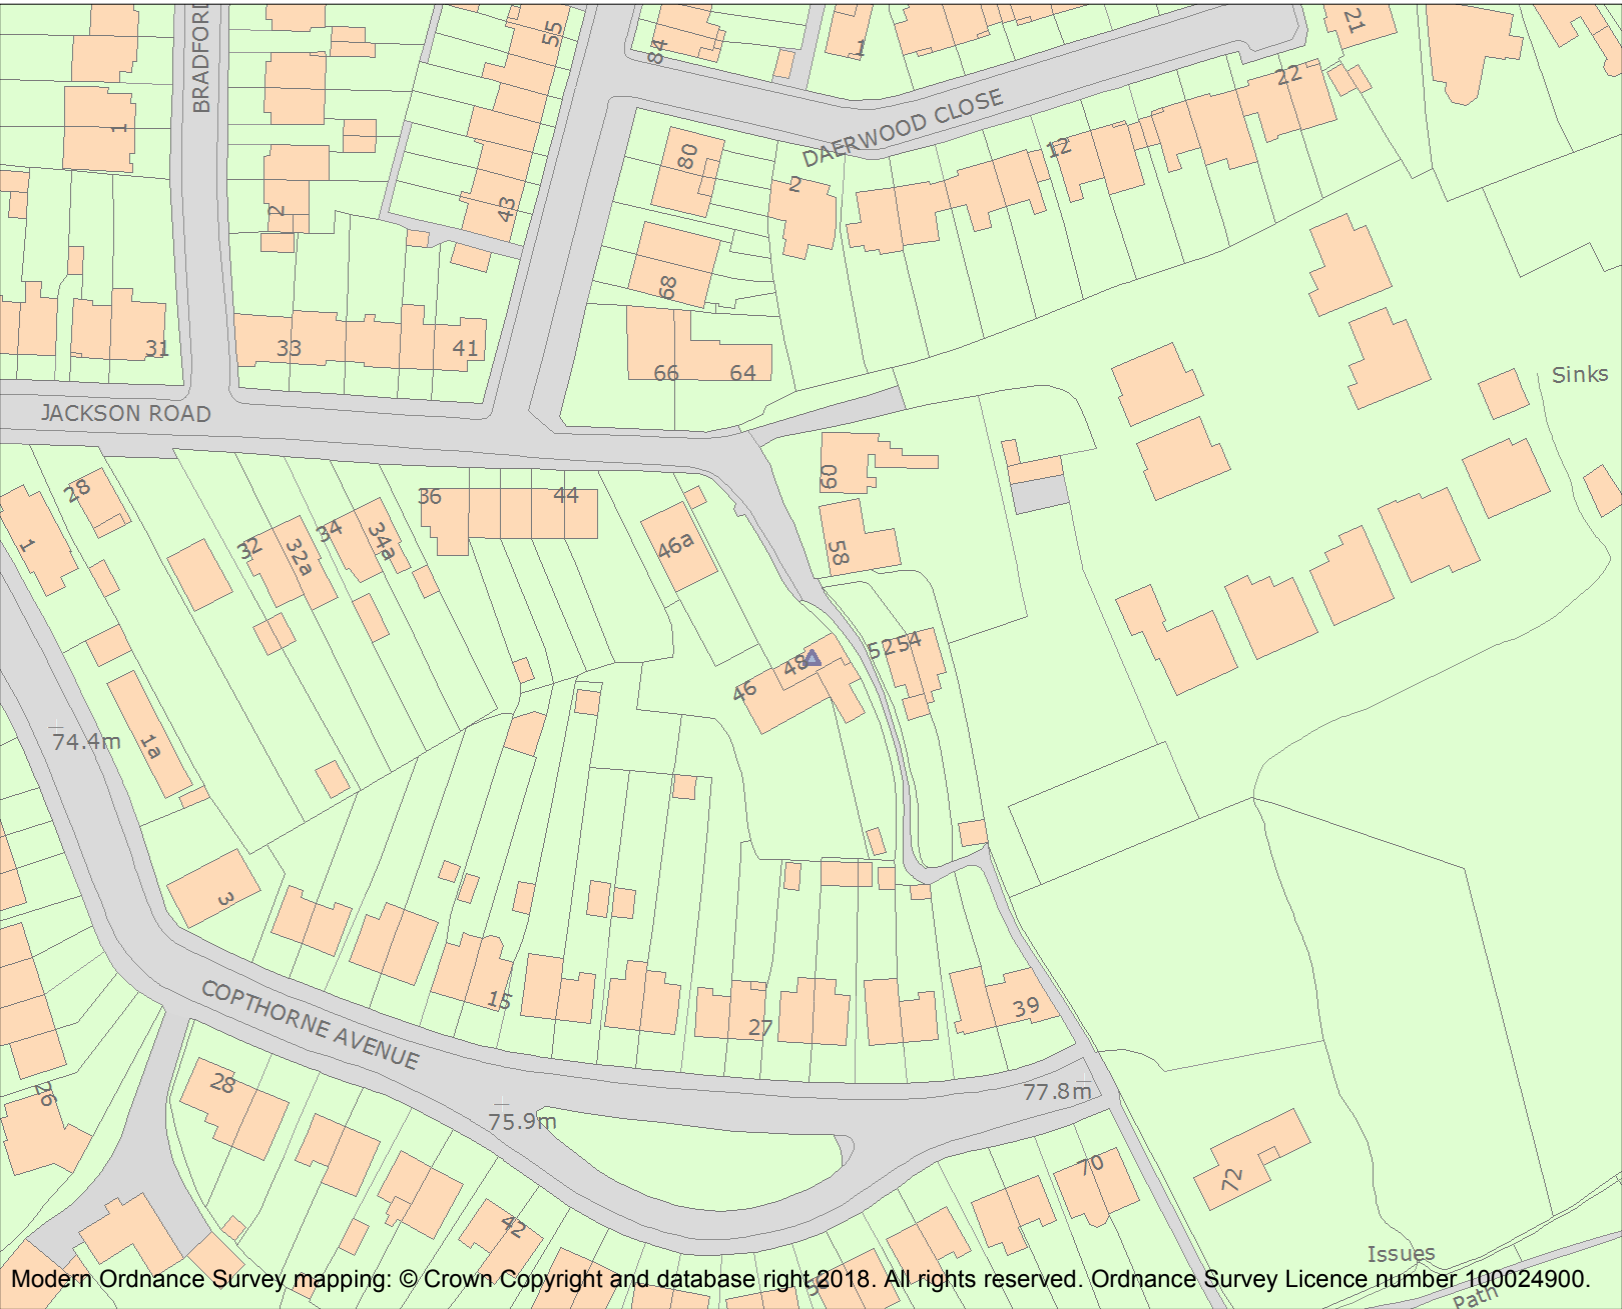 BRADFORD
55
84
1
21
22
DAERWOOD CLOSE
12
1
80
2
2
43
68
31
33
41
66
64
Sinks
JACKSON ROAD
28
36
44
60
34
34a
32
32a
46a
58
1
52 54
48
46
74.4m
1a
3
15
27
39
COPTHORNE AVENUE
28
26
75.9m
77.8m
70
72
42
Issues
Path
Modern Ordnance Survey mapping: © Crown Copyright and database right 2018. All rights reserved. Ordnance Survey Licence number 100024900.